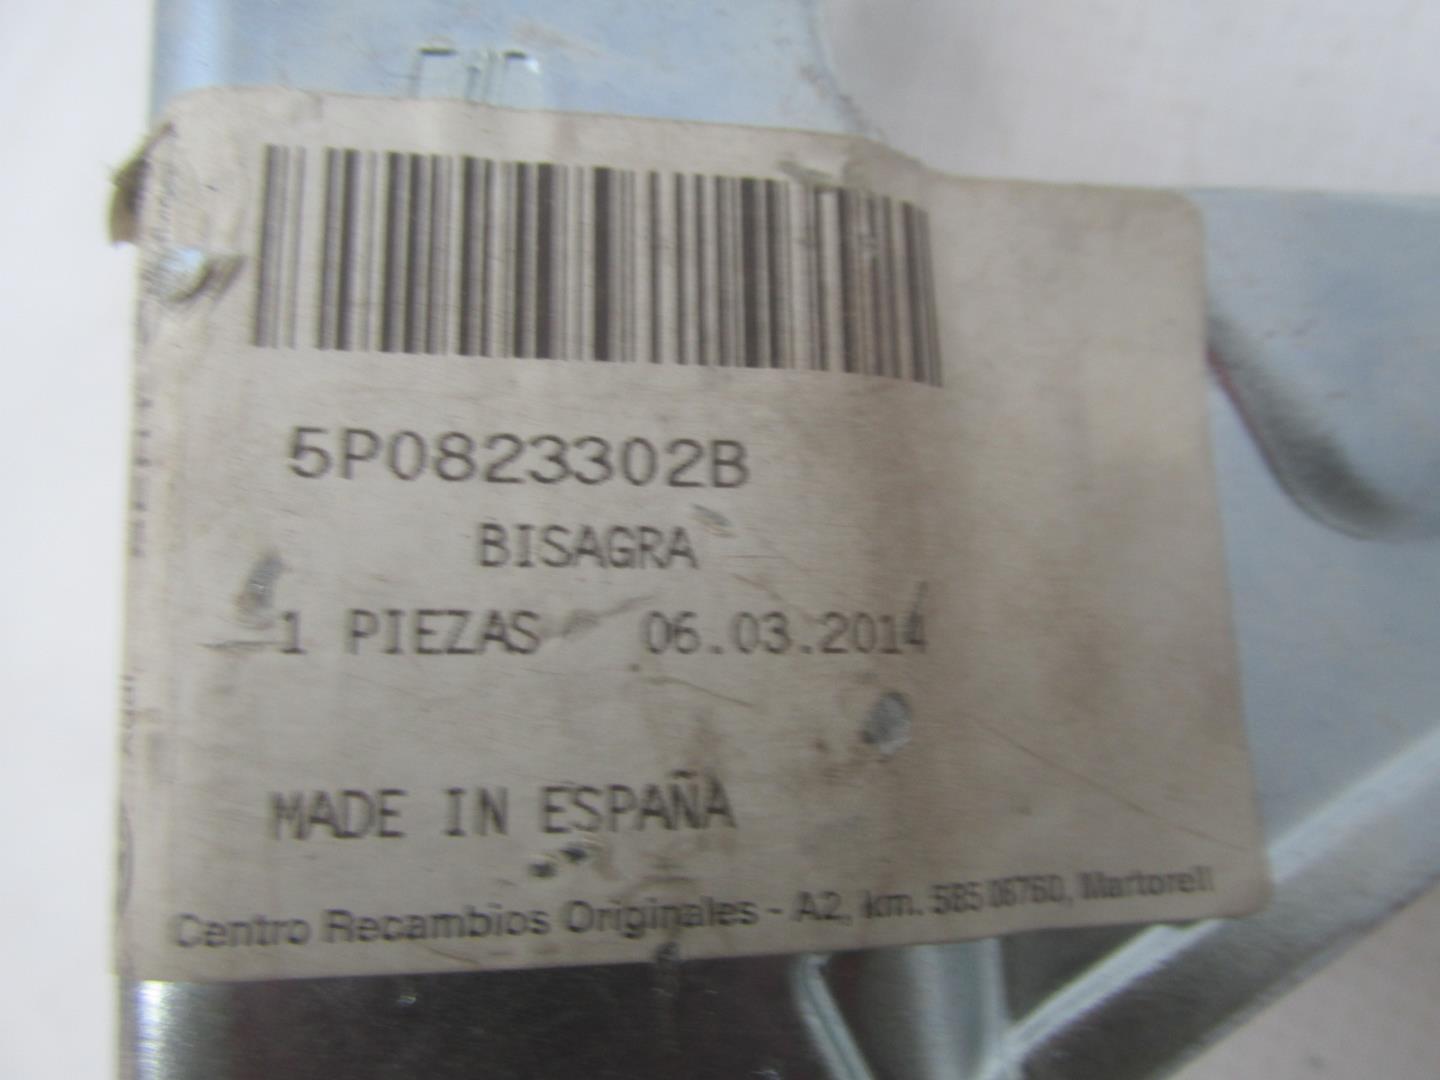 5P0823302B
BISAGRA
1 PIEZAS 06.03.2014
MADE IN ESPAÑA
Centro Recambios Originales - A2, km. 585 08760, Martorell